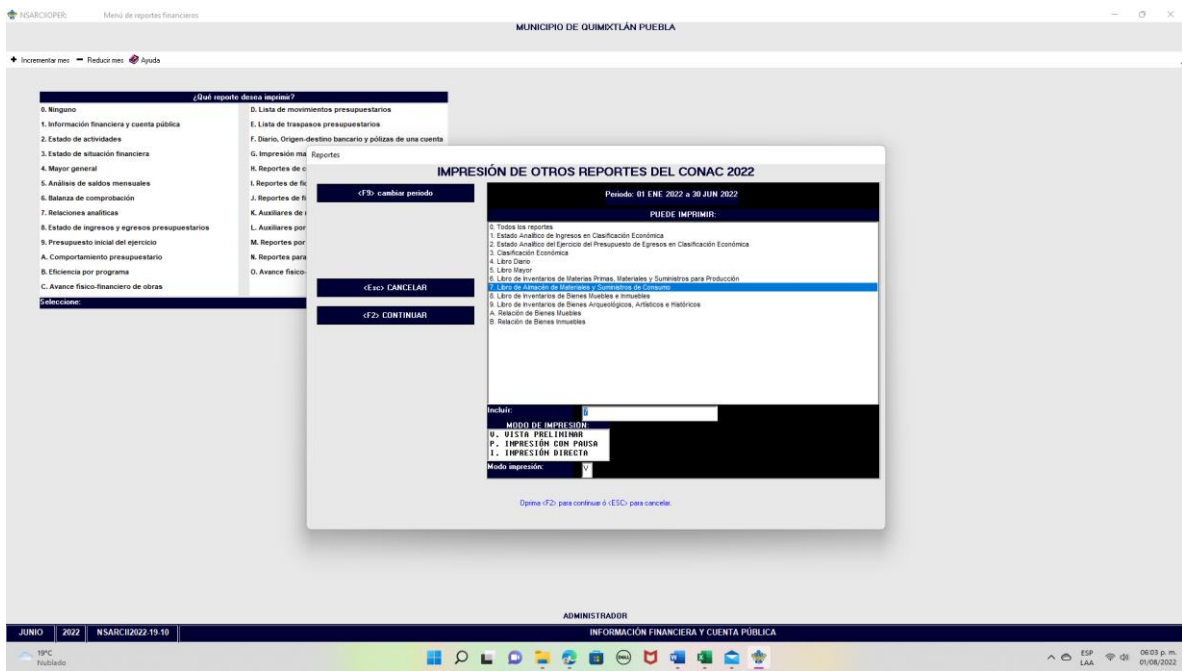 NSARCIIOPER: Menú de reportes financieros
MUNICIPIO DE QUIMIXTLÁN PUEBLA
Incrementar mes Reducir mes Ayuda
¿Qué reporte desea imprimir?
0. Ninguno
1. Información financiera y cuenta pública
2. Estado de actividades
3. Estado de situación financiera
4. Mayor general
5. Análisis de saldos mensuales
6. Balanza de comprobación
7. Relaciones analíticas
8. Estado de ingresos y egresos presupuestarios
9. Presupuesto inicial del ejercicio
A. Comportamiento presupuestario
B. Eficiencia por programa
C. Avance físico-financiero de obras
D. Lista de movimientos presupuestarios
E. Lista de traspasos presupuestarios
F. Diario, Origen-destino bancario y pólizas de una cuenta
G. Impresión ma
H. Reportes de c
I. Reportes de fi
J. Reportes de fi
K. Auxiliares de
L. Auxiliares por
M. Reportes por
N. Reportes para
O. Avance físico-
Seleccione:
Reportes
IMPRESIÓN DE OTROS REPORTES DEL CONAC 2022
<F9> cambiar periodo
<Esc> CANCELAR
<F2> CONTINUAR
Periodo: 01 ENE 2022 a 30 JUN 2022
PUEDE IMPRIMIR:
0. Todos los reportes
1. Estado Analítico de Ingresos en Clasificación Económica
2. Estado Analítico del Ejercicio del Presupuesto de Egresos en Clasificación Económica
3. Clasificación Económica
4. Libro Diario
5. Libro Mayor
6. Libro de Inventarios de Materias Primas, Materiales y Suministros para Producción
7. Libro de Almacén de Materiales y Suministros de Consumo
8. Libro de Inventarios de Bienes Muebles e Inmuebles
9. Libro de Inventarios de Bienes Arqueológicos, Artísticos e Históricos
A. Relación de Bienes Muebles
B. Relación de Bienes Inmuebles
Incluir: 7
MODO DE IMPRESIÓN:
V. VISTA PRELIMINAR
P. IMPRESIÓN CON PAUSA
I. IMPRESIÓN DIRECTA
Modo impresión: V
Oprima <F2> para continuar ó <ESC> para cancelar.
ADMINISTRADOR
JUNIO 2022 NSARCII2022-19-10 INFORMACIÓN FINANCIERA Y CUENTA PÚBLICA
19°C
Nublado
ESP
LAA
06:03 p. m.
01/08/2022